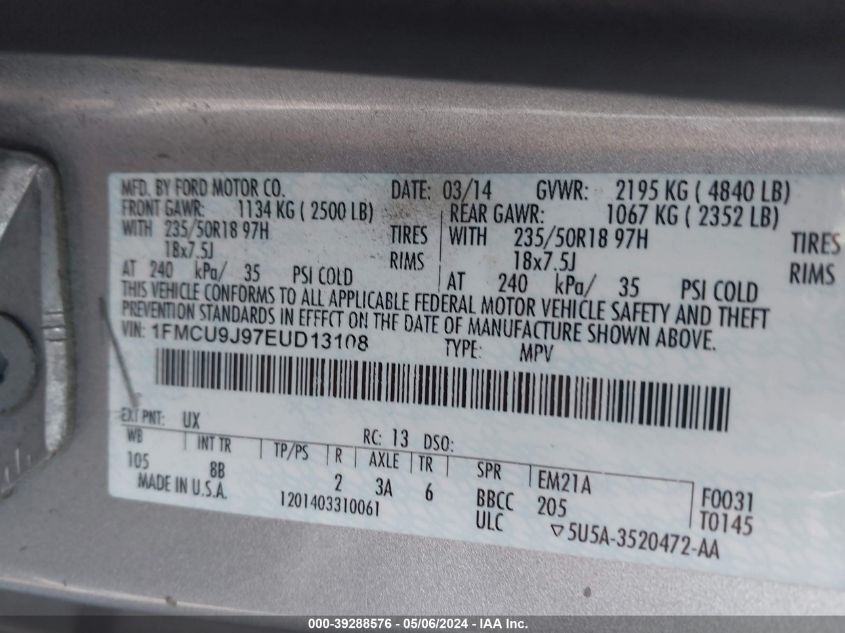 MFD. BY FORD MOTOR CO. DATE: 03/14 GVWR: 2195 KG ( 4840 LB)
FRONT GAWR: 1134 KG ( 2500 LB) REAR GAWR: 1067 KG ( 2352 LB)
WITH 235/50R18 97H TIRES WITH 235/50R18 97H TIRES
18x7.5J RIMS 18x7.5J RIMS
AT 240 kPa/ 35 PSI COLD AT 240 kPa/ 35 PSI COLD
THIS VEHICLE CONFORMS TO ALL APPLICABLE FEDERAL MOTOR VEHICLE SAFETY AND THEFT
PREVENTION STANDARDS IN EFFECT ON THE DATE OF MANUFACTURE SHOWN ABOVE.
VIN: 1FMCU9J97EUD13108 TYPE: MPV
EXT PNT: UX RC: 13 DSO:
WB INT TR TP/PS R AXLE TR SPR EM21A F0031
105 8B 2 3A 6 BBCC 205 T0145
MADE IN U.S.A. 1201403310061 ULC ▽5U5A-3520472-AA
000-39288576 - 05/06/2024 - IAA Inc.